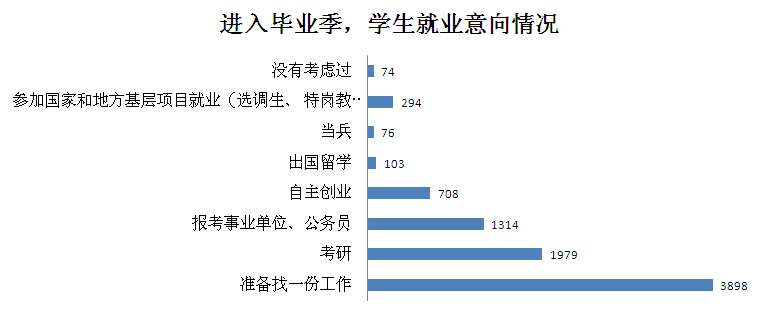 进入毕业季，学生就业意向情况
没有考虑过 74
参加国家和地方基层项目就业（选调生、特岗教… 294
当兵 76
出国留学 103
自主创业 708
报考事业单位、公务员 1314
考研 1979
准备找一份工作 3898